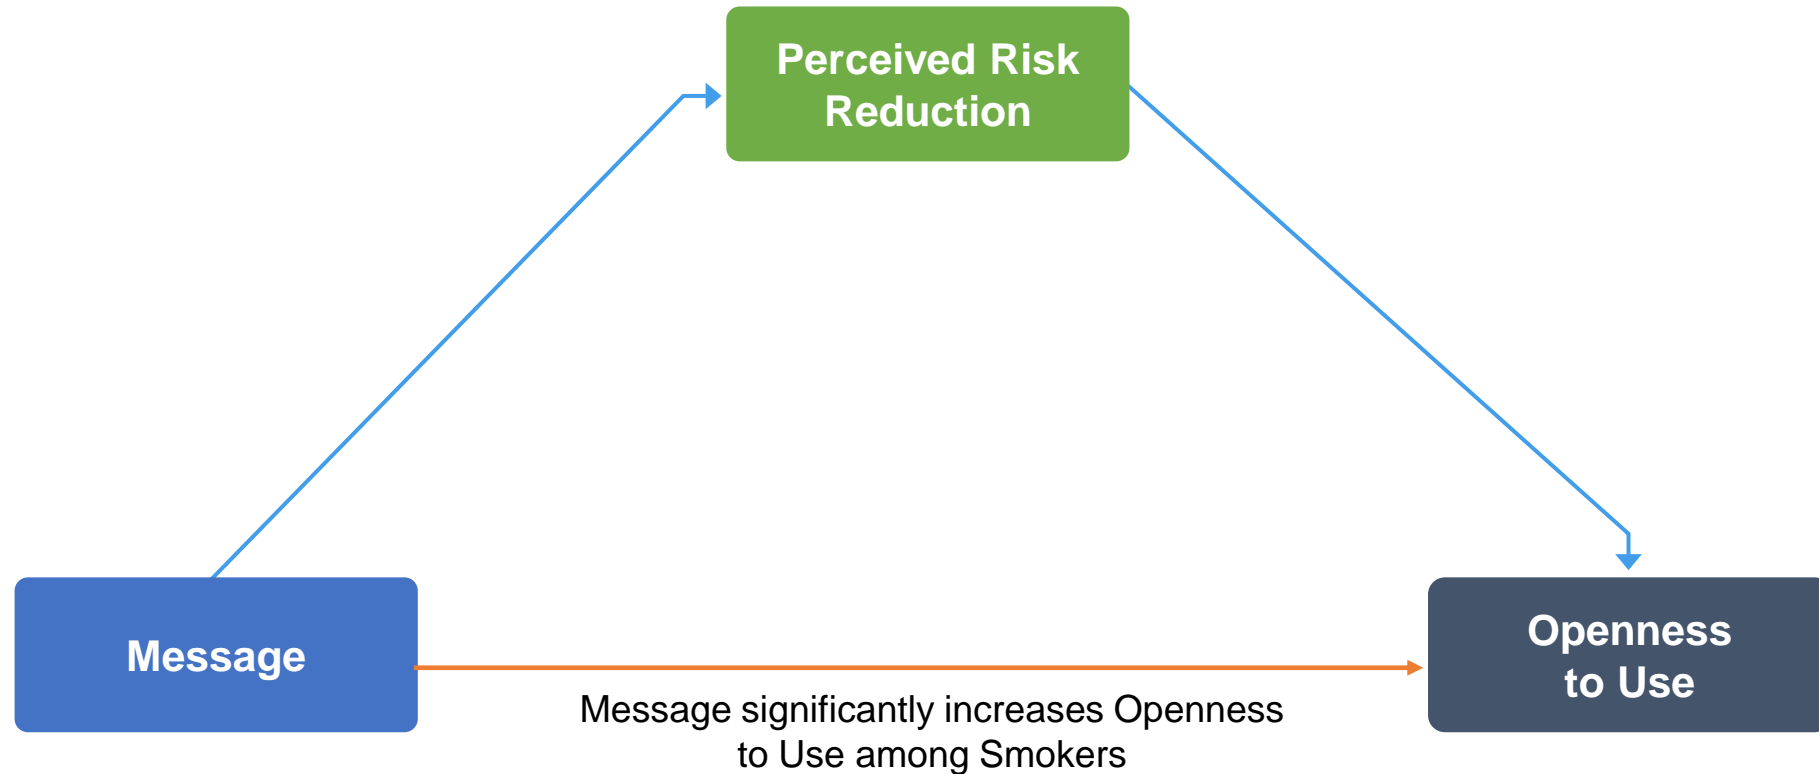 Perceived Risk
Reduction
Message
Openness
to Use
Message significantly increases Openness
to Use among Smokers